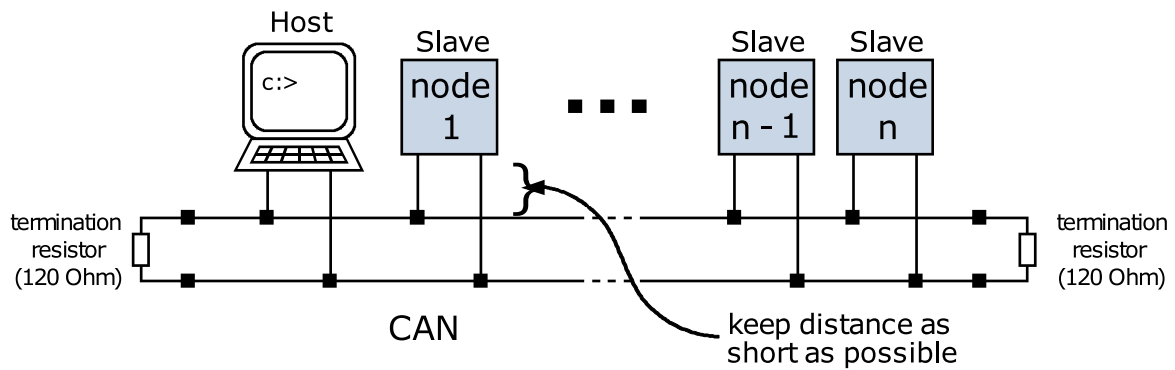 Host
c:>
Slave
node
1
Slave
node
n - 1
Slave
node
n
termination
resistor
(120 Ohm)
termination
resistor
(120 Ohm)
CAN
keep distance as
short as possible